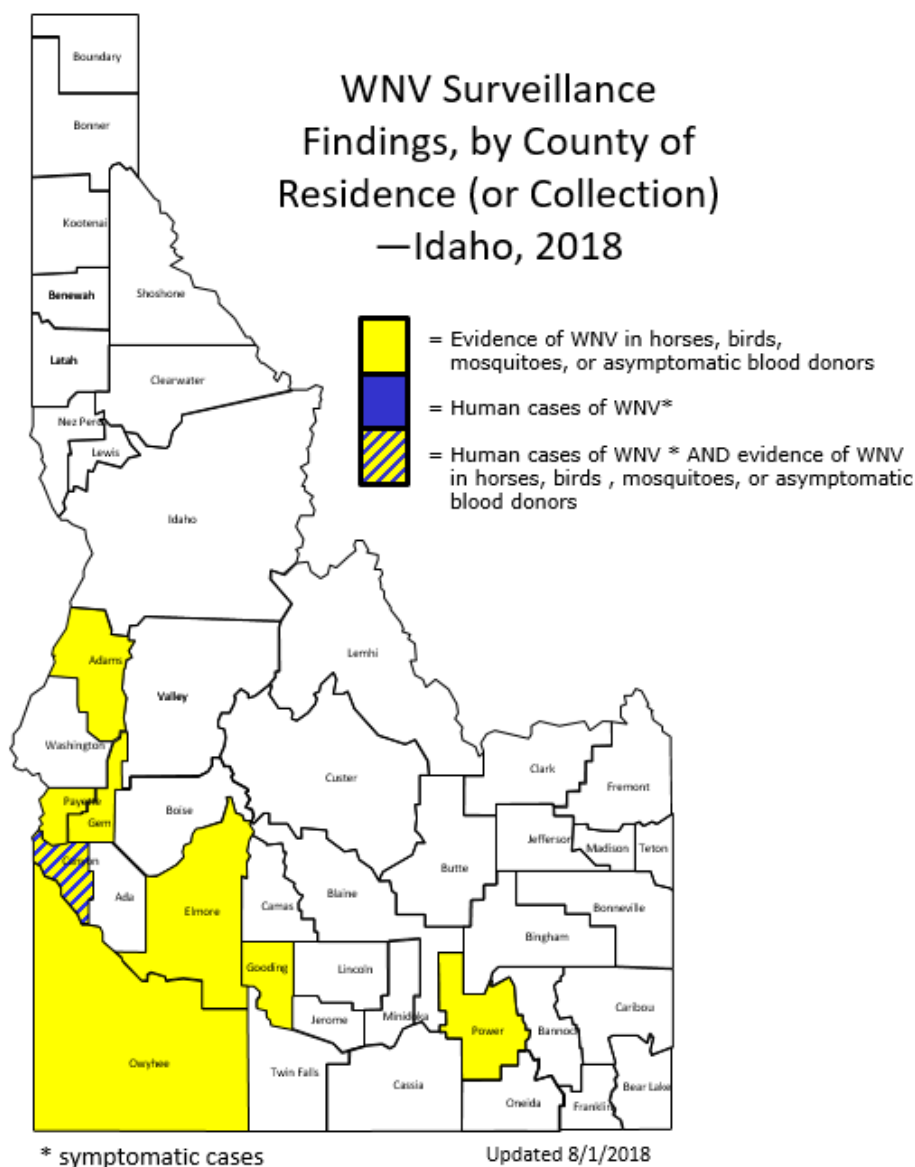 WNV Surveillance
Findings, by County of
Residence (or Collection)
—Idaho, 2018
= Evidence of WNV in horses, birds,
mosquitoes, or asymptomatic blood donors
= Human cases of WNV*
= Human cases of WNV * AND evidence of WNV
in horses, birds , mosquitoes, or asymptomatic
blood donors
Boundary
Bonner
Kootenai
Benewah
Shoshone
Latah
Clearwater
Nez Perc
Lewis
Idaho
Adams
Valley
Lemhi
Washington
Payette
Gem
Boise
Custer
Clark
Fremont
Canyon
Ada
Elmore
Camas
Blaine
Butte
Jefferson
Madison
Teton
Bonneville
Bingham
Gooding
Lincoln
Jerome
Minidoka
Power
Bannock
Caribou
Owyhee
Twin Falls
Cassia
Oneida
Franklin
Bear Lake
* symptomatic cases
Updated 8/1/2018